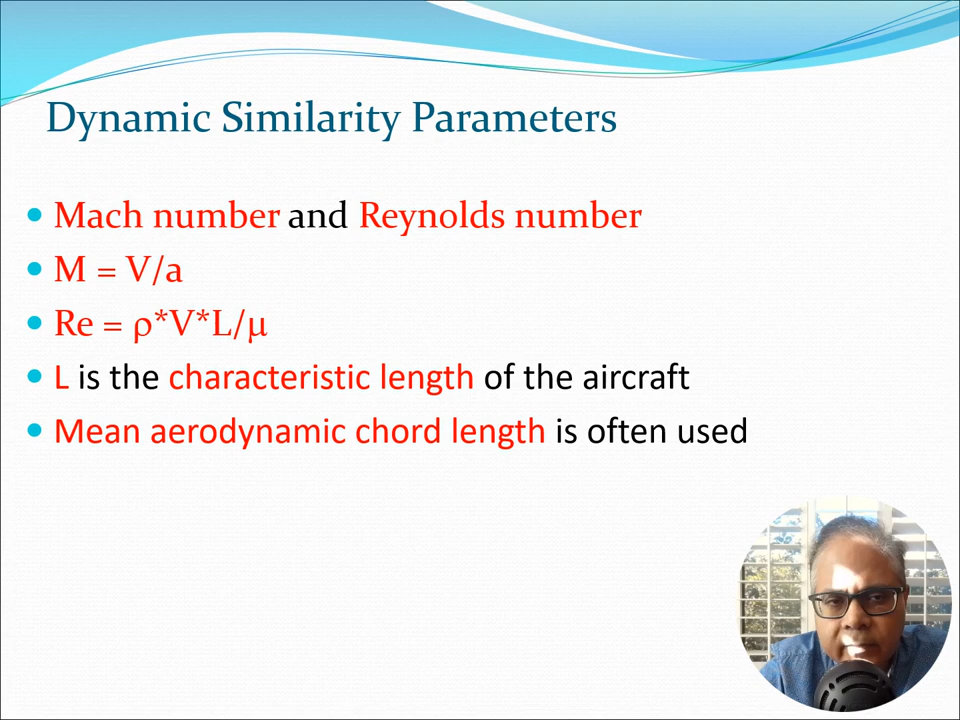 Dynamic Similarity Parameters
Mach number and Reynolds number
M = V/a
Re = ρ*V*L/μ
L is the characteristic length of the aircraft
Mean aerodynamic chord length is often used